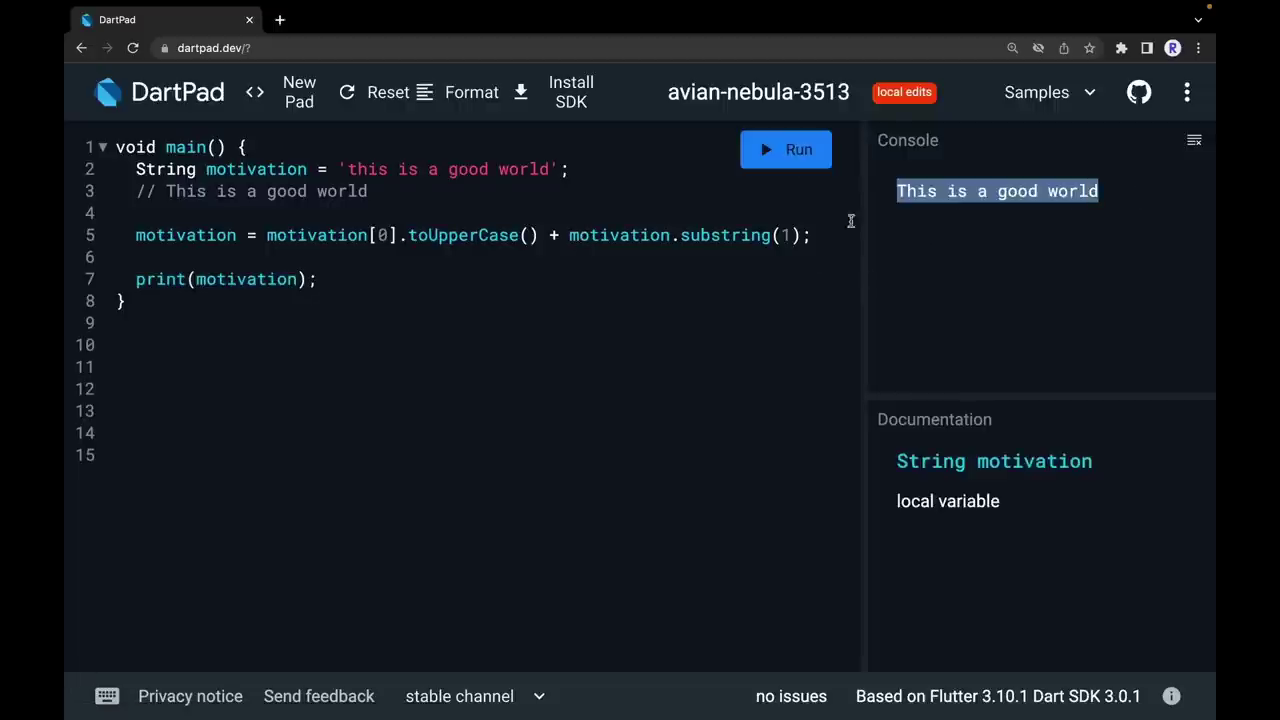 DartPad
dartpad.dev/?
R
DartPad
<> New Pad
Reset
Format
Install SDK
avian-nebula-3513
local edits
Samples
1 void main() {
2 String motivation = 'this is a good world';
3 // This is a good world
4
5 motivation = motivation[0].toUpperCase() + motivation.substring(1);
6
7 print(motivation);
8 }
9
10
11
12
13
14
15
Run
Console
This is a good world
Documentation
String motivation
local variable
Privacy notice
Send feedback
stable channel
no issues
Based on Flutter 3.10.1 Dart SDK 3.0.1